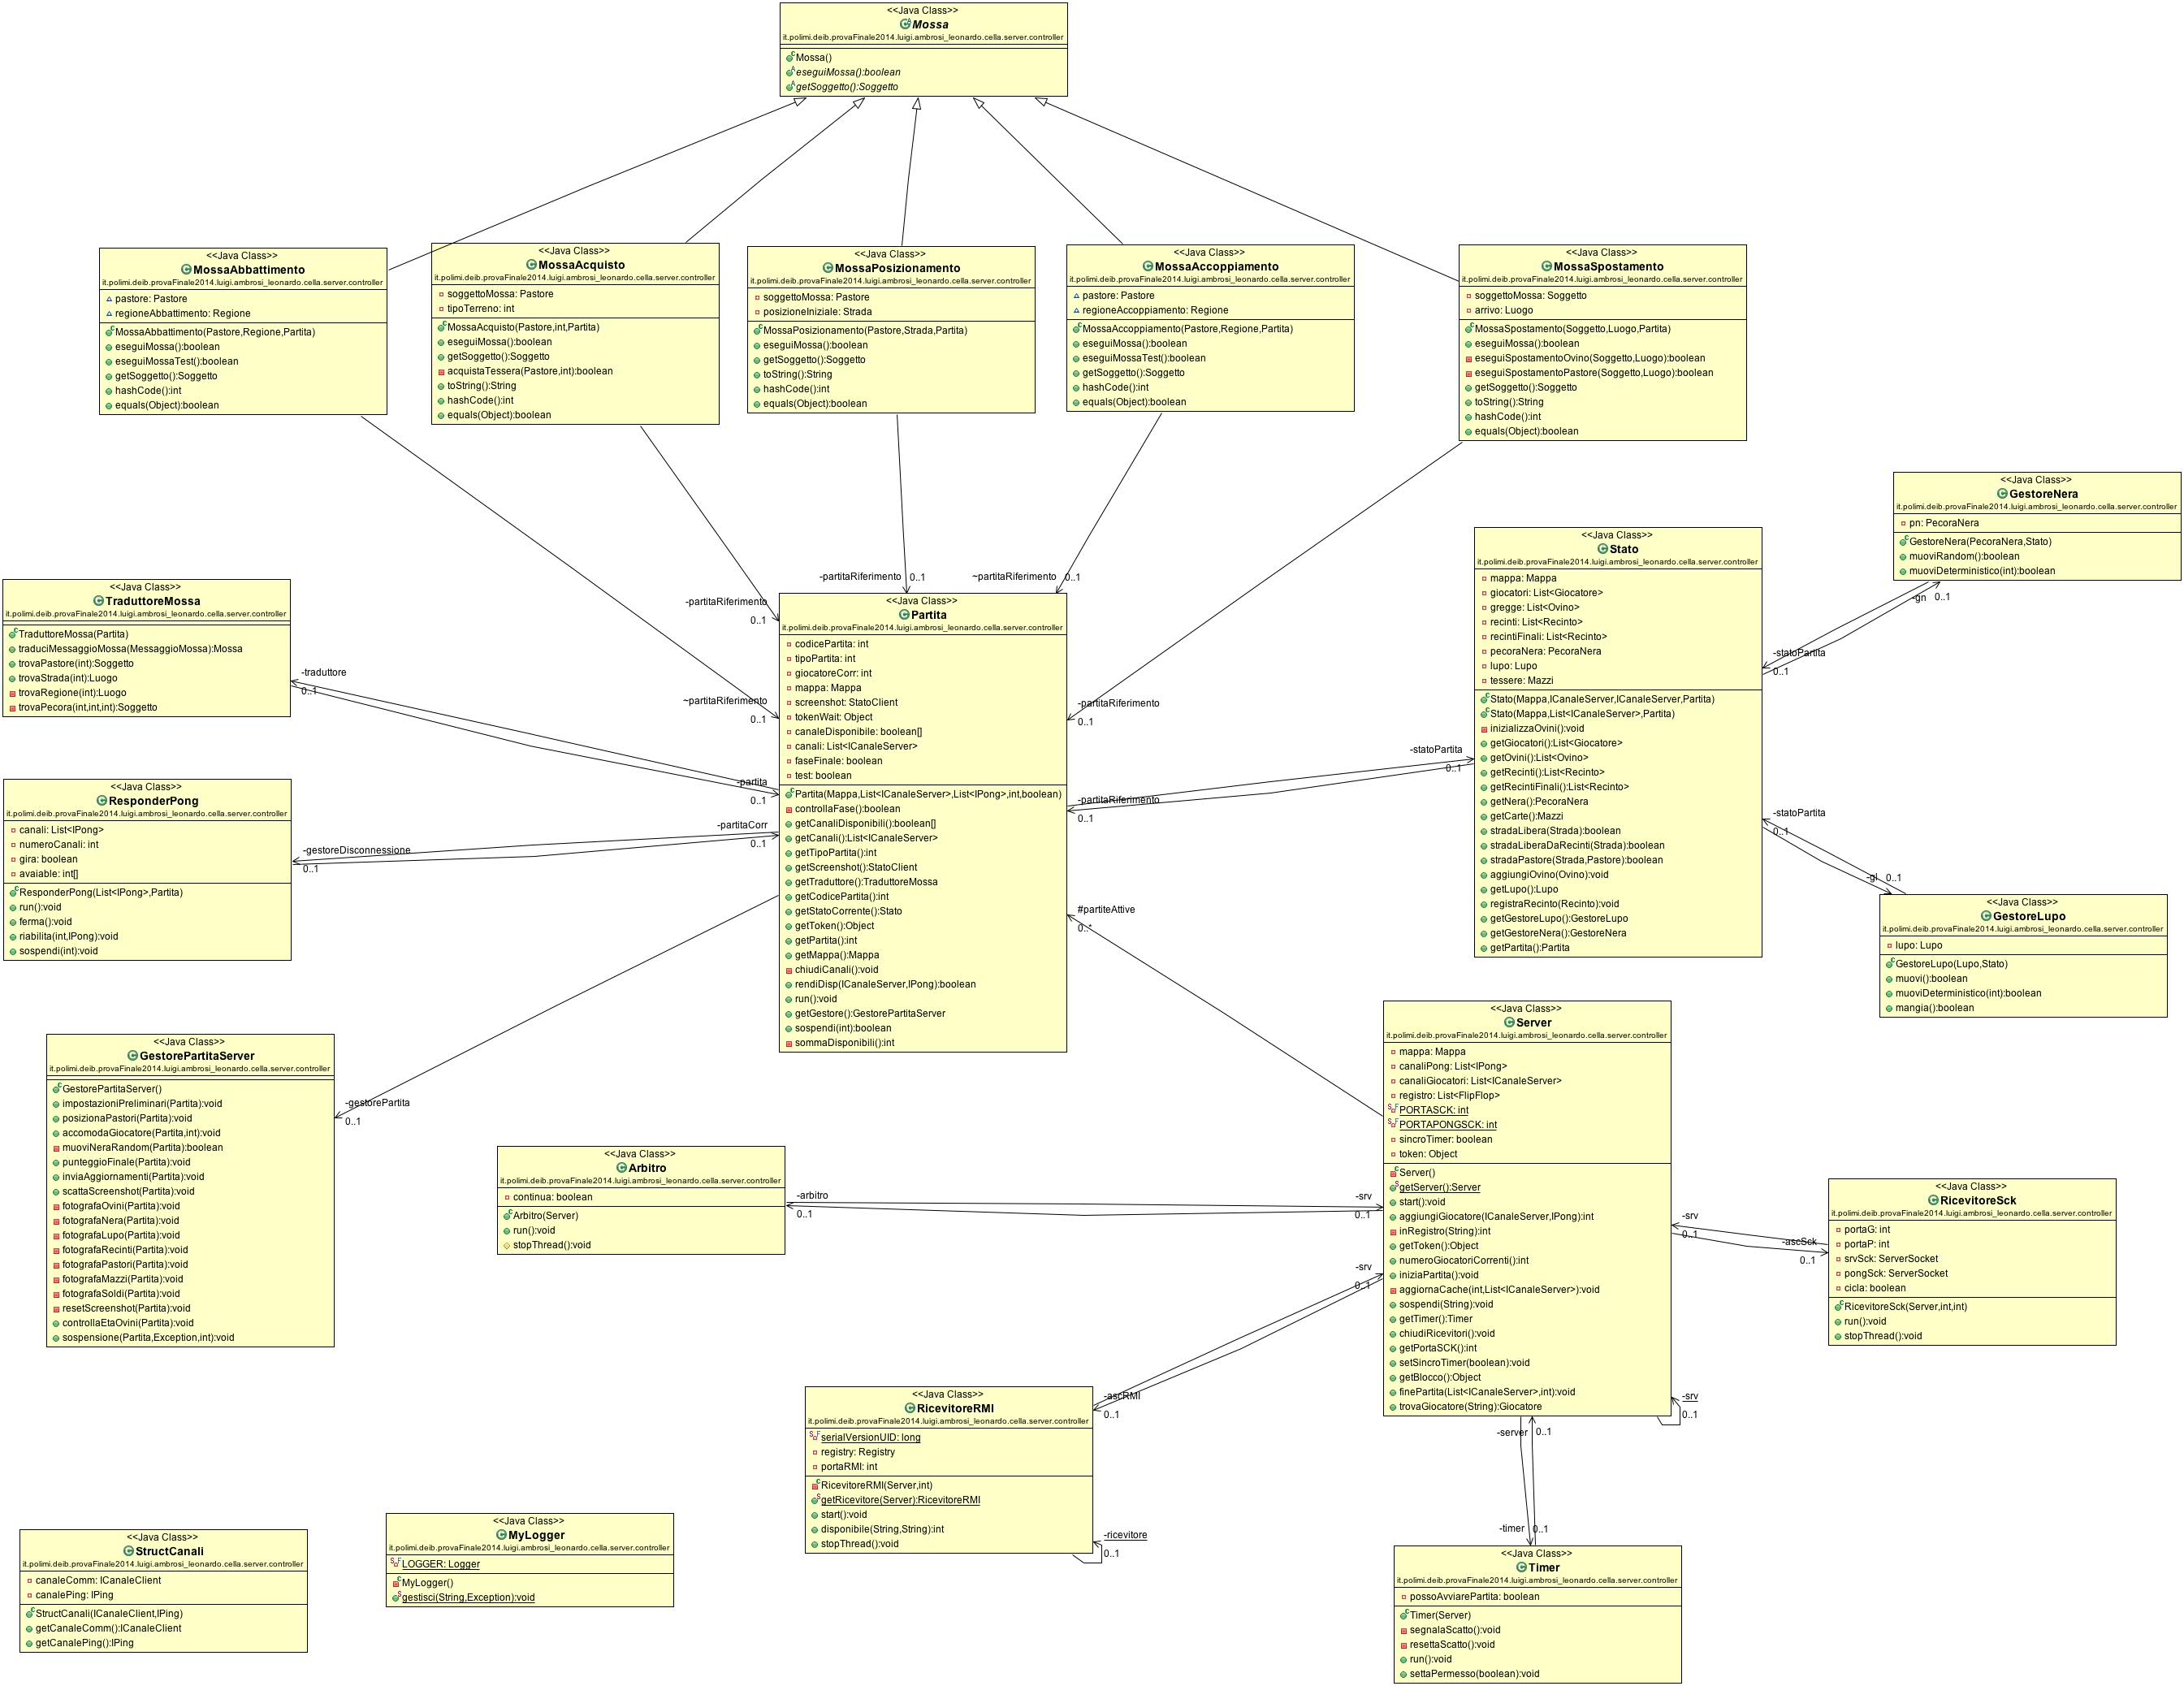 <<Java Class>>
Mossa
it.polimi.deib.provaFinale2014.luigi.ambrosi_leonardo.cella.server.controller
Mossa()
eseguiMossa():boolean
getSoggetto():Soggetto
<<Java Class>>
MossaAbbattimento
it.polimi.deib.provaFinale2014.luigi.ambrosi_leonardo.cella.server.controller
pastore: Pastore
regioneAbbattimento: Regione
MossaAbbattimento(Pastore,Regione,Partita)
eseguiMossa():boolean
eseguiMossaTest():boolean
getSoggetto():Soggetto
hashCode():int
equals(Object):boolean
<<Java Class>>
MossaAcquisto
it.polimi.deib.provaFinale2014.luigi.ambrosi_leonardo.cella.server.controller
soggettoMossa: Pastore
tipoTerreno: int
MossaAcquisto(Pastore,int,Partita)
eseguiMossa():boolean
getSoggetto():Soggetto
acquistaTessera(Pastore,int):boolean
toString():String
hashCode():int
equals(Object):boolean
<<Java Class>>
MossaPosizionamento
it.polimi.deib.provaFinale2014.luigi.ambrosi_leonardo.cella.server.controller
soggettoMossa: Pastore
posizioneIniziale: Strada
MossaPosizionamento(Pastore,Strada,Partita)
eseguiMossa():boolean
getSoggetto():Soggetto
toString():String
hashCode():int
equals(Object):boolean
<<Java Class>>
MossaAccoppiamento
it.polimi.deib.provaFinale2014.luigi.ambrosi_leonardo.cella.server.controller
pastore: Pastore
regioneAccoppiamento: Regione
MossaAccoppiamento(Pastore,Regione,Partita)
eseguiMossa():boolean
eseguiMossaTest():boolean
getSoggetto():Soggetto
hashCode():int
equals(Object):boolean
<<Java Class>>
MossaSpostamento
it.polimi.deib.provaFinale2014.luigi.ambrosi_leonardo.cella.server.controller
soggettoMossa: Soggetto
arrivo: Luogo
MossaSpostamento(Soggetto,Luogo,Partita)
eseguiMossa():boolean
eseguiSpostamentoOvino(Soggetto,Luogo):boolean
eseguiSpostamentoPastore(Soggetto,Luogo):boolean
getSoggetto():Soggetto
toString():String
hashCode():int
equals(Object):boolean
<<Java Class>>
GestoreNera
it.polimi.deib.provaFinale2014.luigi.ambrosi_leonardo.cella.server.controller
pn: PecoraNera
GestoreNera(PecoraNera,Stato)
muoviRandom():boolean
muoviDeterministico(int):boolean
-gn 0..1
-statoPartita
0..1
<<Java Class>>
Stato
it.polimi.deib.provaFinale2014.luigi.ambrosi_leonardo.cella.server.controller
mappa: Mappa
giocatori: List<Giocatore>
gregge: List<Ovino>
recinti: List<Recinto>
recintiFinali: List<Recinto>
pecoraNera: PecoraNera
lupo: Lupo
tessere: Mazzi
Stato(Mappa,ICanaleServer,ICanaleServer,Partita)
Stato(Mappa,List<ICanaleServer>,Partita)
inizializzaOvini():void
getGiocatori():List<Giocatore>
getOvini():List<Ovino>
getRecinti():List<Recinto>
getRecintiFinali():List<Recinto>
getNera():PecoraNera
getCarte():Mazzi
stradaLibera(Strada):boolean
stradaLiberaDaRecinti(Strada):boolean
stradaPastore(Strada,Pastore):boolean
aggiungiOvino(Ovino):void
getLupo():Lupo
registraRecinto(Recinto):void
getGestoreLupo():GestoreLupo
getGestoreNera():GestoreNera
getPartita():Partita
-statoPartita
0..1
-gl 0..1
<<Java Class>>
GestoreLupo
it.polimi.deib.provaFinale2014.luigi.ambrosi_leonardo.cella.server.controller
lupo: Lupo
GestoreLupo(Lupo,Stato)
muovi():boolean
muoviDeterministico(int):boolean
mangia():boolean
<<Java Class>>
TraduttoreMossa
it.polimi.deib.provaFinale2014.luigi.ambrosi_leonardo.cella.server.controller
TraduttoreMossa(Partita)
traduciMessaggioMossa(MessaggioMossa):Mossa
trovaPastore(int):Soggetto
trovaStrada(int):Luogo
trovaRegione(int):Luogo
trovaPecora(int,int,int):Soggetto
-traduttore
0..1
-partitaRiferimento 0..1
~partitaRiferimento 0..1
-partitaRiferimento
0..1
~partitaRiferimento
0..1
-partitaRiferimento
0..1
-statoPartita
0..1
-partitaRiferimento
0..1
-partita
0..1
-partitaCorr
0..1
<<Java Class>>
Partita
it.polimi.deib.provaFinale2014.luigi.ambrosi_leonardo.cella.server.controller
codicePartita: int
tipoPartita: int
giocatoreCorr: int
mappa: Mappa
screenshot: StatoClient
tokenWait: Object
canaleDisponibile: boolean[]
canali: List<ICanaleServer>
faseFinale: boolean
test: boolean
Partita(Mappa,List<ICanaleServer>,List<IPong>,int,boolean)
controllaFase():boolean
getCanaliDisponibili():boolean[]
getCanali():List<ICanaleServer>
getTipoPartita():int
getScreenshot():StatoClient
getTraduttore():TraduttoreMossa
getCodicePartita():int
getStatoCorrente():Stato
getToken():Object
getPartita():int
getMappa():Mappa
chiudiCanali():void
rendiDisp(ICanaleServer,IPong):boolean
run():void
getGestore():GestorePartitaServer
sospendi(int):boolean
sommaDisponibili():int
#partiteAttive
0..*
<<Java Class>>
ResponderPong
it.polimi.deib.provaFinale2014.luigi.ambrosi_leonardo.cella.server.controller
canali: List<IPong>
numeroCanali: int
gira: boolean
avaiable: int[]
ResponderPong(List<IPong>,Partita)
run():void
ferma():void
riabilita(int,IPong):void
sospendi(int):void
-gestoreDisconnessione
0..1
<<Java Class>>
GestorePartitaServer
it.polimi.deib.provaFinale2014.luigi.ambrosi_leonardo.cella.server.controller
GestorePartitaServer()
impostazioniPreliminari(Partita):void
posizionaPastori(Partita):void
accomodaGiocatore(Partita,int):void
muoviNeraRandom(Partita):boolean
punteggioFinale(Partita):void
inviaAggiornamenti(Partita):void
scattaScreenshot(Partita):void
fotografaOvini(Partita):void
fotografaNera(Partita):void
fotografaLupo(Partita):void
fotografaRecinti(Partita):void
fotografaPastori(Partita):void
fotografaMazzi(Partita):void
fotografaSoldi(Partita):void
resetScreenshot(Partita):void
controllaEtaOvini(Partita):void
sospensione(Partita,Exception,int):void
-gestorePartita
0..1
<<Java Class>>
Arbitro
it.polimi.deib.provaFinale2014.luigi.ambrosi_leonardo.cella.server.controller
continua: boolean
Arbitro(Server)
run():void
stopThread():void
-arbitro
0..1
-srv
0..1
-srv
0..1
<<Java Class>>
Server
it.polimi.deib.provaFinale2014.luigi.ambrosi_leonardo.cella.server.controller
mappa: Mappa
canaliPong: List<IPong>
canaliGiocatori: List<ICanaleServer>
registro: List<FlipFlop>
PORTASCK: int
PORTAPONGSCK: int
sincroTimer: boolean
token: Object
Server()
getServer():Server
start():void
aggiungiGiocatore(ICanaleServer,IPong):int
inRegistro(String):int
getToken():Object
numeroGiocatoriCorrenti():int
iniziaPartita():void
aggiornaCache(int,List<ICanaleServer>):void
sospendi(String):void
getTimer():Timer
chiudiRicevitori():void
getPortaSCK():int
setSincroTimer(boolean):void
getBlocco():Object
finePartita(List<ICanaleServer>,int):void
trovaGiocatore(String):Giocatore
-srv
0..1
-ascSck
0..1
-srv
0..1
-server 0..1
<<Java Class>>
RicevitoreSck
it.polimi.deib.provaFinale2014.luigi.ambrosi_leonardo.cella.server.controller
portaG: int
portaP: int
srvSck: ServerSocket
pongSck: ServerSocket
cicla: boolean
RicevitoreSck(Server,int,int)
run():void
stopThread():void
<<Java Class>>
RicevitoreRMI
it.polimi.deib.provaFinale2014.luigi.ambrosi_leonardo.cella.server.controller
serialVersionUID: long
registry: Registry
portaRMI: int
RicevitoreRMI(Server,int)
getRicevitore(Server):RicevitoreRMI
start():void
disponibile(String,String):int
stopThread():void
-ascRMI
0..1
-ricevitore
0..1
<<Java Class>>
StructCanali
it.polimi.deib.provaFinale2014.luigi.ambrosi_leonardo.cella.server.controller
canaleComm: ICanaleClient
canalePing: IPing
StructCanali(ICanaleClient,IPing)
getCanaleComm():ICanaleClient
getCanalePing():IPing
<<Java Class>>
MyLogger
it.polimi.deib.provaFinale2014.luigi.ambrosi_leonardo.cella.server.controller
LOGGER: Logger
MyLogger()
gestisci(String,Exception):void
-timer 0..1
<<Java Class>>
Timer
it.polimi.deib.provaFinale2014.luigi.ambrosi_leonardo.cella.server.controller
possoAvviarePartita: boolean
Timer(Server)
segnalaScatto():void
resettaScatto():void
run():void
settaPermesso(boolean):void